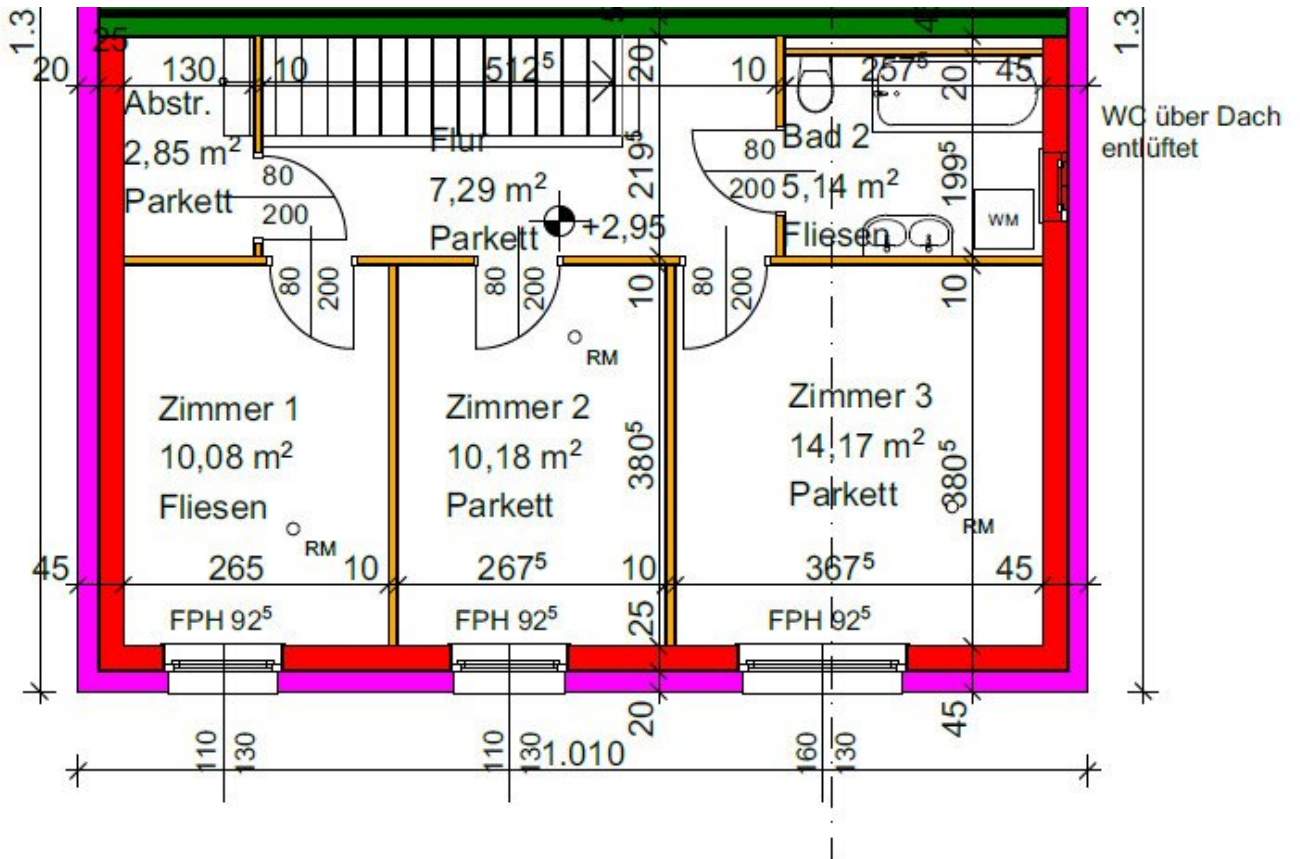 1.3
1.3
25
20
130
10
512⁵
20
10
257⁵
20
45
Abstr.
2,85 m²
Parkett
Flur
7,29 m²
Parkett
+2,95
219⁵
Bad 2
5,14 m²
Fliesen
199⁵
WM
WC über Dach
entlüftet
80
200
80
200
80
200
80
200
80
200
10
10
RM
Zimmer 1
10,08 m²
Fliesen
RM
Zimmer 2
10,18 m²
Parkett
380⁵
Zimmer 3
14,17 m²
Parkett
380⁵
RM
45
265
10
267⁵
10
367⁵
45
FPH 92⁵
FPH 92⁵
25
FPH 92⁵
20
45
110
130
110
130
1.010
160
130